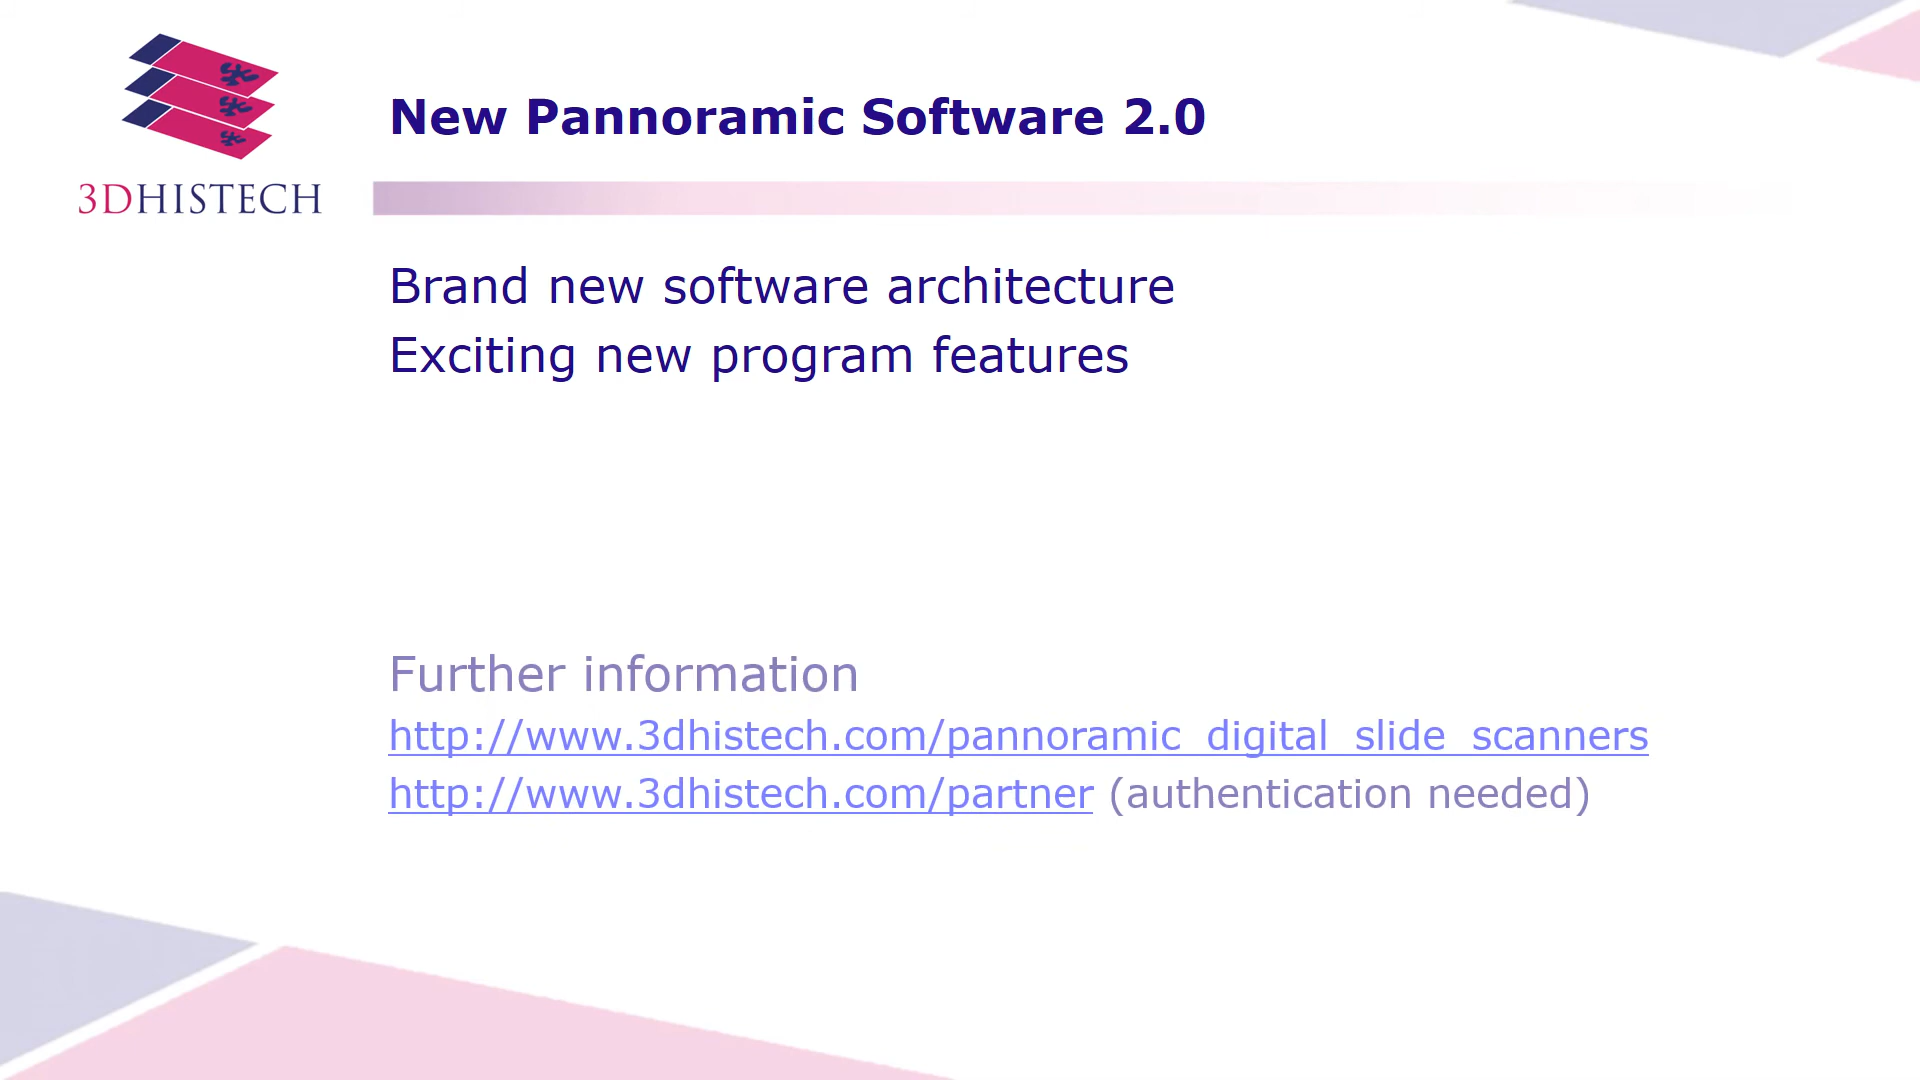 3DHISTECH
New Pannoramic Software 2.0
Brand new software architecture
Exciting new program features
Further information
http://www.3dhistech.com/pannoramic_digital_slide_scanners
http://www.3dhistech.com/partner (authentication needed)